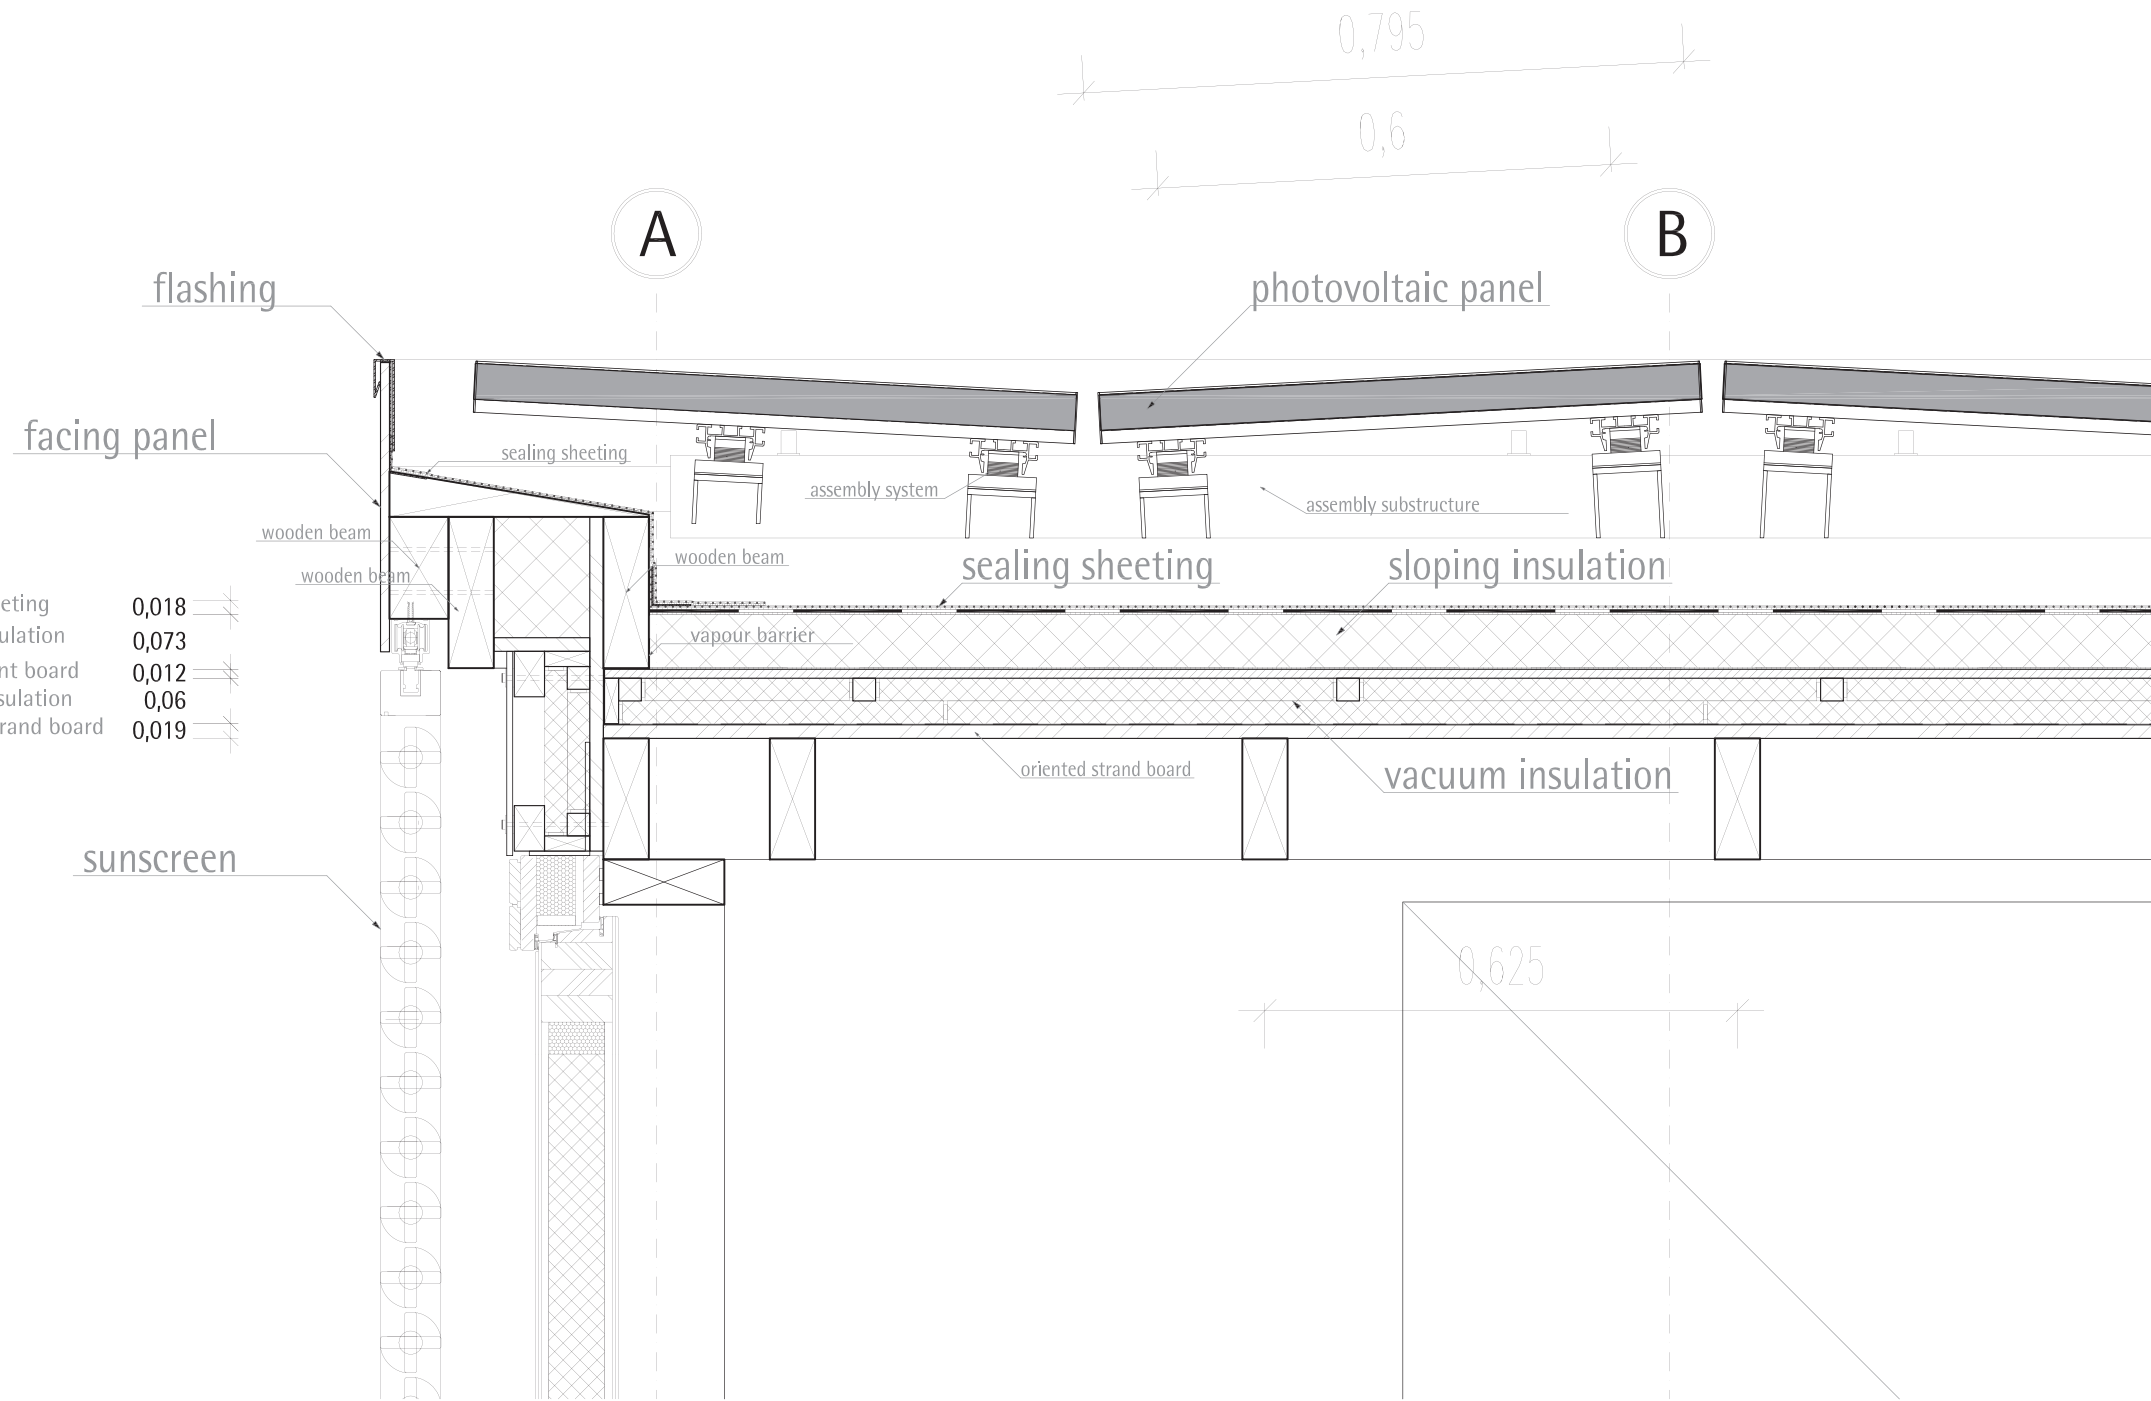 0,795
0,6
A
B
flashing
photovoltaic panel
facing panel
sealing sheeting
assembly system
assembly substructure
wooden beam
wooden beam
wooden beam
sealing sheeting
sloping insulation
eting 0,018
ulation 0,073
vapour barrier
nt board 0,012
sulation 0,06
rand board 0,019
oriented strand board
vacuum insulation
sunscreen
0,625